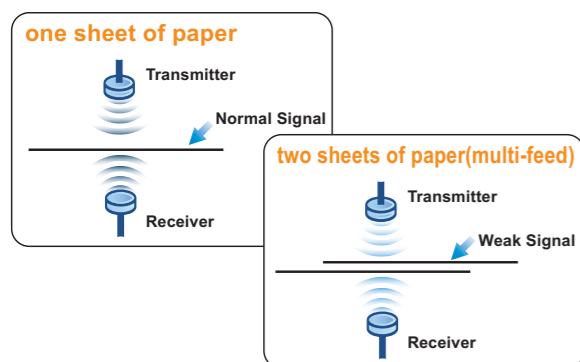 one sheet of paper
Transmitter
Normal Signal
Receiver
two sheets of paper(multi-feed)
Transmitter
Weak Signal
Receiver